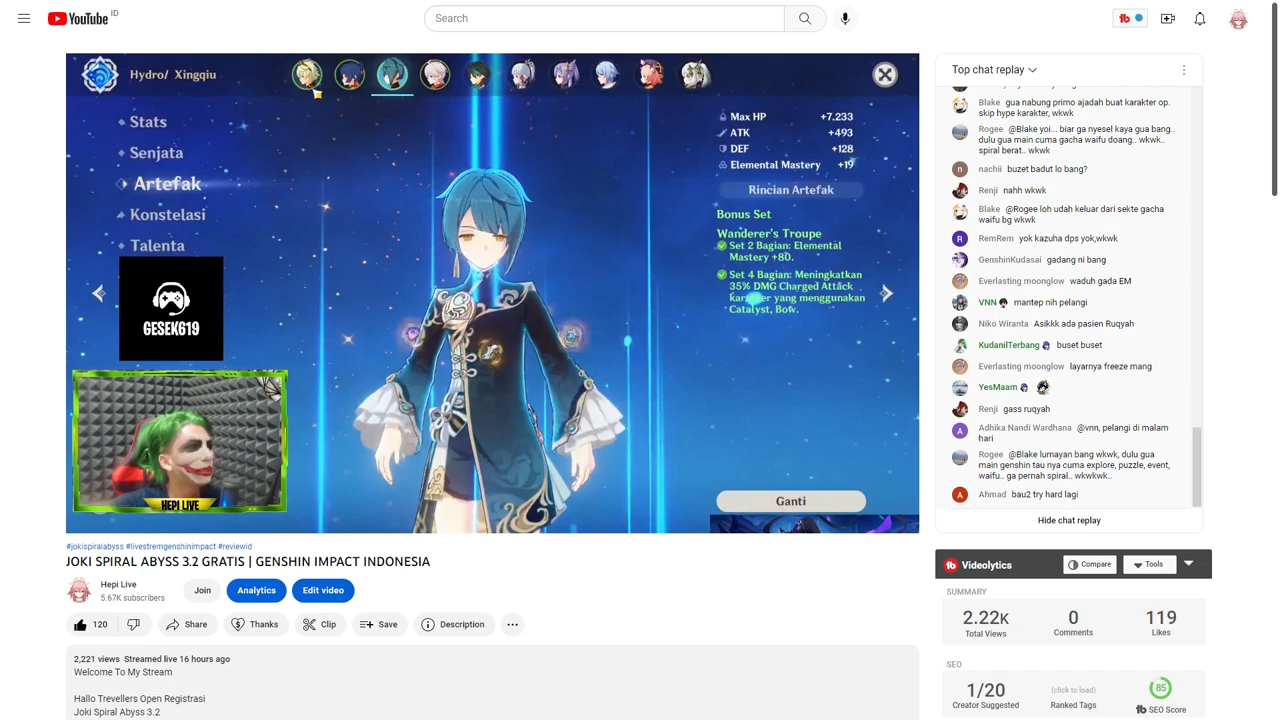 YouTube ID
Search
Hydro/ Xingqiu
Stats
Senjata
Artefak
Konstelasi
Talenta
GESEK619
HEPI LIVE
Max HP +7,233
ATK +493
DEF +128
Elemental Mastery +19
Rincian Artefak
Bonus Set
Wanderer's Troupe
Set 2 Bagian: Elemental
Mastery +80.
Set 4 Bagian: Meningkatkan
35% DMG Charged Attack
karakter yang menggunakan
Catalyst, Bow.
Ganti
#jokispiralabyss #livestremgenshinimpact #reviewid
JOKI SPIRAL ABYSS 3.2 GRATIS | GENSHIN IMPACT INDONESIA
Hepi Live
5.67K subscribers
Join
Analytics
Edit video
120
Share
Thanks
Clip
Save
Description
2,221 views Streamed live 16 hours ago
Welcome To My Stream
Hallo Trevellers Open Registrasi
Joki Spiral Abyss 3.2
Top chat replay
Blake gua nabung primo ajadah buat karakter op.
skip hype karakter, wkwk
Rogee @Blake yoi... biar ga nyesel kaya gua bang..
dulu gua main cuma gacha waifu doang.. wkwk..
spiral berat.. wkwk
nachii buzet badut lo bang?
Renji nahh wkwk
Blake @Rogee loh udah keluar dari sekte gacha
waifu bg wkwk
RemRem yok kazuha dps yok,wkwk
GenshinKudasai gadang ni bang
Everlasting mommy waduh gada EM
VNN mantep nih pelangi
Niko Wiranta Asikkk ada pasien Ruqyah
KudanilTerbang buset buset
Everlasting mommy layarnya freeze mang
YesMaam
Renji gass ruqyah
Adhika Nandi Wardhana @vnn, pelangi di malam
hari
Rogee @Blake lumayan bang wkwk, dulu gua
main genshin tau nya cuma explore, puzzle, event,
waifu.. ga pernah spiral.. wkwkwk..
Ahmad bau2 try hard lagi
Hide chat replay
tb Videolytics
Compare
Tools
SUMMARY
2.22K
Total Views
0
Comments
119
Likes
SEO
1/20
Creator Suggested
(click to load)
Ranked Tags
85
tb SEO Score